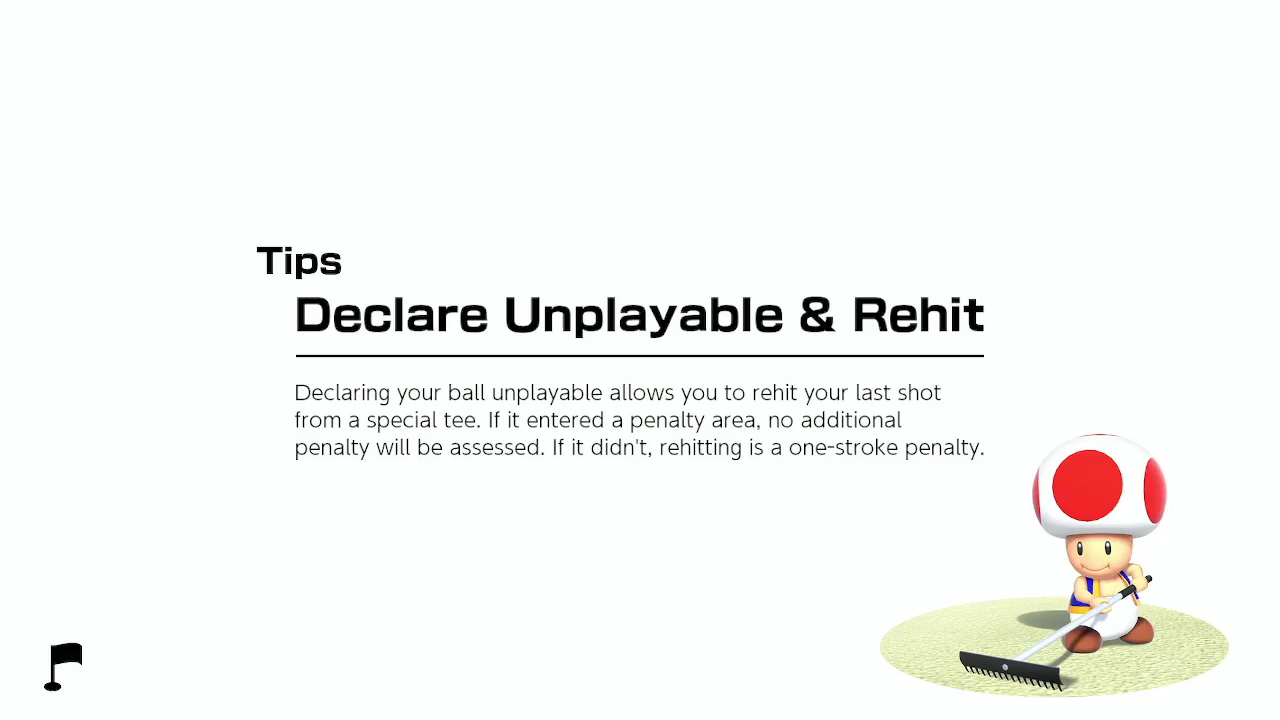 Tips
Declare Unplayable & Rehit
Declaring your ball unplayable allows you to rehit your last shot
from a special tee. If it entered a penalty area, no additional
penalty will be assessed. If it didn't, rehitting is a one-stroke penalty.